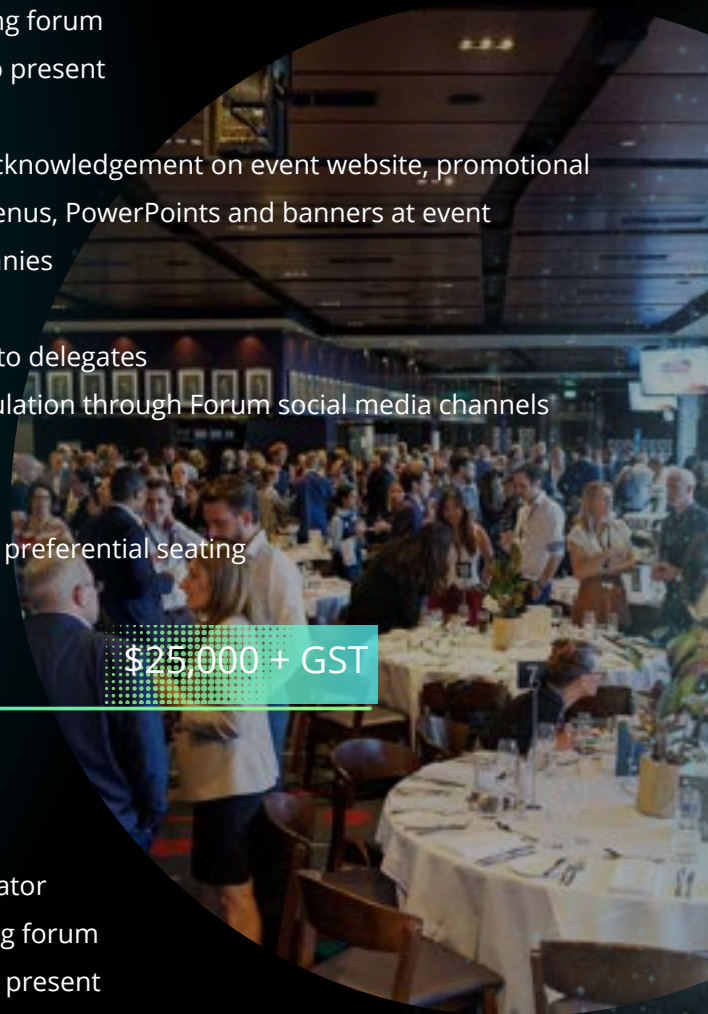 ng forum
present
cknowledgement on event website, promotional
enus, PowerPoints and banners at event
nies
to delegates
ulation through Forum social media channels
preferential seating
$25,000 + GST
ator
g forum
present